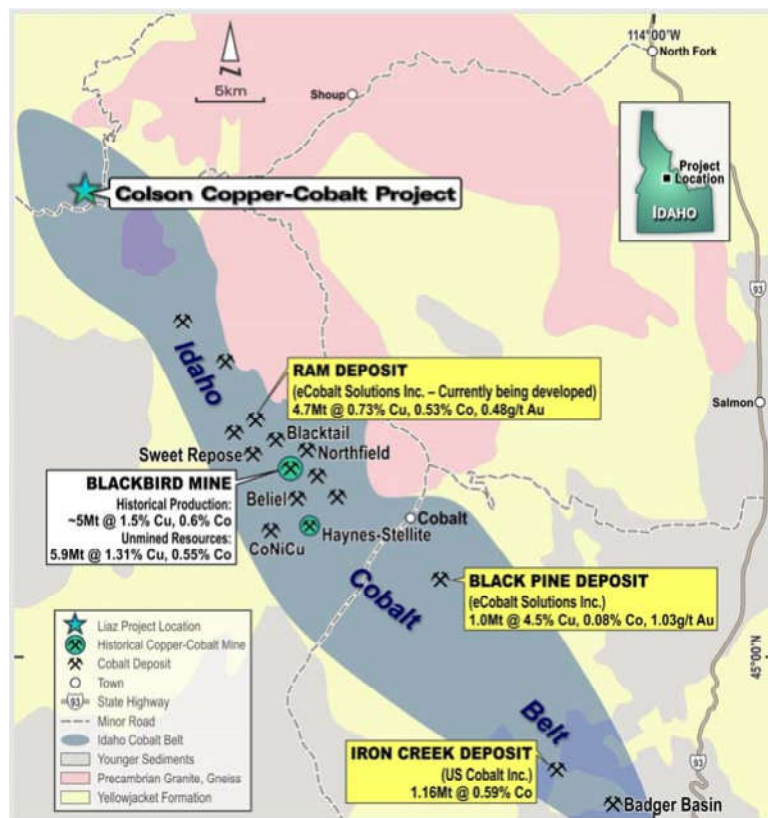 114°00'W
North Fork
N
5km
Shoup
Project
Location
IDAHO
Colson Copper-Cobalt Project
93
Idaho
RAM DEPOSIT
(eCobalt Solutions Inc. – Currently being developed)
4.7Mt @ 0.73% Cu, 0.53% Co, 0.48g/t Au
Salmon
Blacktail
Sweet Repose
Northfield
BLACKBIRD MINE
Historical Production:
~5Mt @ 1.5% Cu, 0.6% Co
Unmined Resources:
5.9Mt @ 1.31% Cu, 0.55% Co
Beliel
Cobalt
Haynes-Stellite
CoNiCu
Cobalt
BLACK PINE DEPOSIT
(eCobalt Solutions Inc.)
1.0Mt @ 4.5% Cu, 0.08% Co, 1.03g/t Au
45°00'N
Belt
IRON CREEK DEPOSIT
(US Cobalt Inc.)
1.16Mt @ 0.59% Co
93
Badger Basin
Liaz Project Location
Historical Copper-Cobalt Mine
Cobalt Deposit
Town
93 State Highway
Minor Road
Idaho Cobalt Belt
Younger Sediments
Precambrian Granite, Gneiss
Yellowjacket Formation